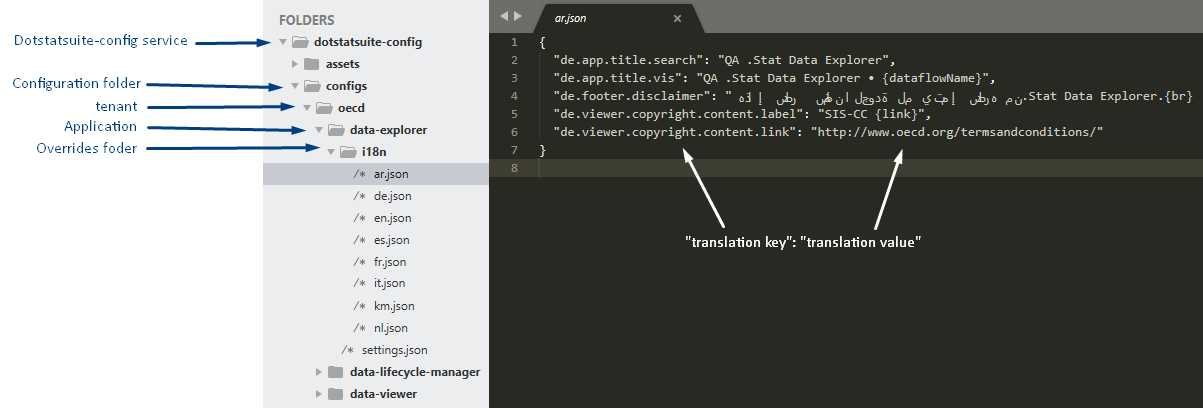 Dotstatsuite-config service
Configuration folder
tenant
Application
Overrides foder
FOLDERS
dotstatsuite-config
assets
configs
oecd
data-explorer
i18n
/* ar.json
/* de.json
/* en.json
/* es.json
/* fr.json
/* it.json
/* km.json
/* nl.json
/* settings.json
data-lifecycle-manager
data-viewer
ar.json ×
1 {
2 "de.app.title.search": "QA .Stat Data Explorer",
3 "de.app.title.vis": "QA .Stat Data Explorer • {dataflowName}",
4 "de.footer.disclaimer": " .Stat Data Explorer.{br}
5 "de.viewer.copyright.content.label": "SIS-CC {link}",
6 "de.viewer.copyright.content.link": "http://www.oecd.org/termsandconditions/"
7 }
8
"translation key": "translation value"